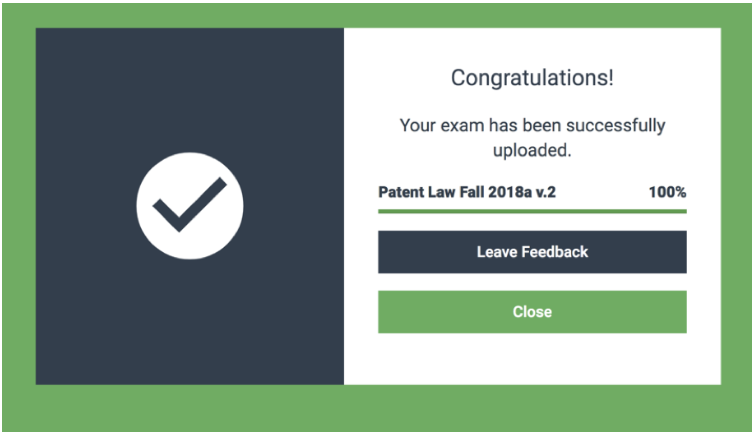 Congratulations!
Your exam has been successfully
uploaded.
Patent Law Fall 2018a v.2 100%
Leave Feedback
Close